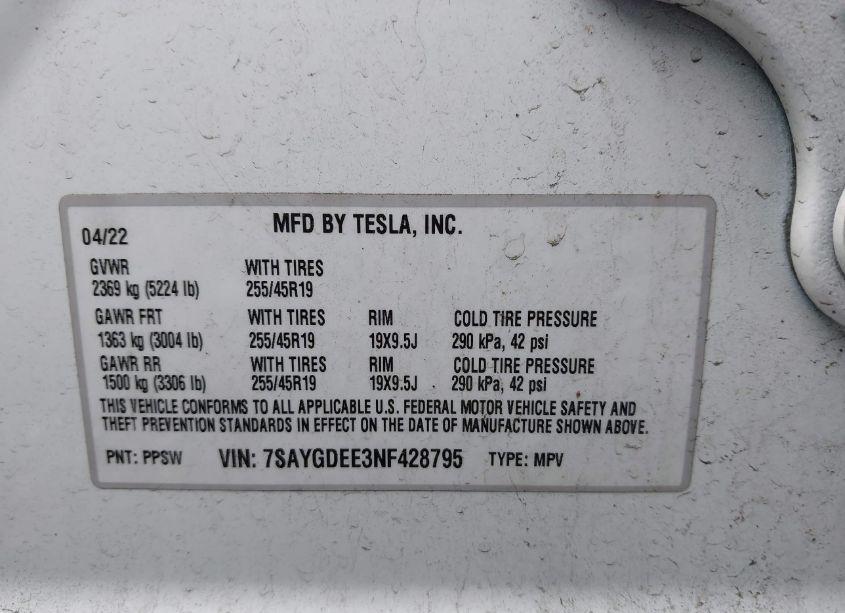 MFD BY TESLA, INC.
04/22
GVWR WITH TIRES
2369 kg (5224 lb) 255/45R19
GAWR FRT WITH TIRES RIM COLD TIRE PRESSURE
1363 kg (3004 lb) 255/45R19 19X9.5J 290 kPa, 42 psi
GAWR RR WITH TIRES RIM COLD TIRE PRESSURE
1500 kg (3306 lb) 255/45R19 19X9.5J 290 kPa, 42 psi
THIS VEHICLE CONFORMS TO ALL APPLICABLE U.S. FEDERAL MOTOR VEHICLE SAFETY AND
THEFT PREVENTION STANDARDS IN EFFECT ON THE DATE OF MANUFACTURE SHOWN ABOVE.
PNT: PPSW VIN: 7SAYGDEE3NF428795 TYPE: MPV